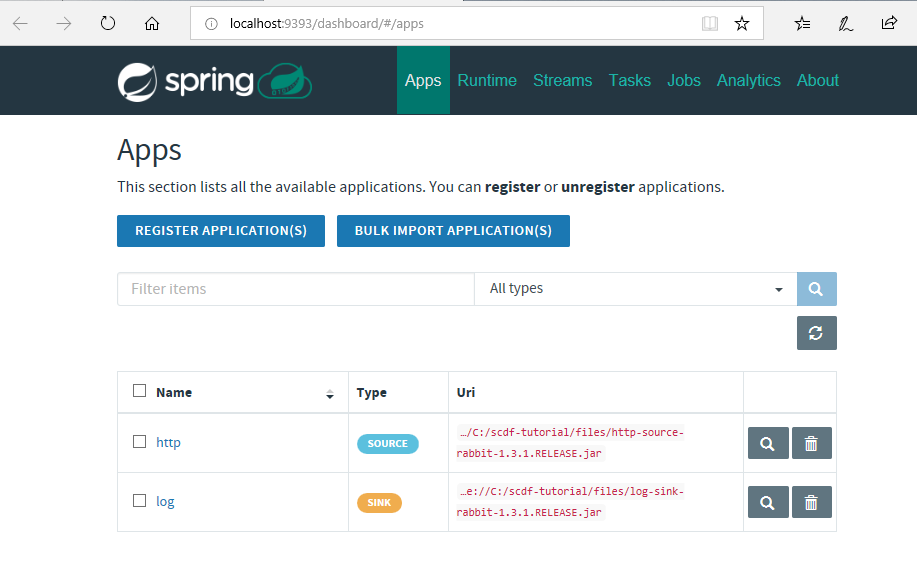 localhost:9393/dashboard/#/apps
spring
Apps Runtime Streams Tasks Jobs Analytics About
Apps
This section lists all the available applications. You can register or unregister applications.
REGISTER APPLICATION(S) BULK IMPORT APPLICATION(S)
Filter items All types
Name Type Uri
http SOURCE …/C:/scdf-tutorial/files/http-source-
rabbit-1.3.1.RELEASE.jar
log SINK …e://C:/scdf-tutorial/files/log-sink-
rabbit-1.3.1.RELEASE.jar